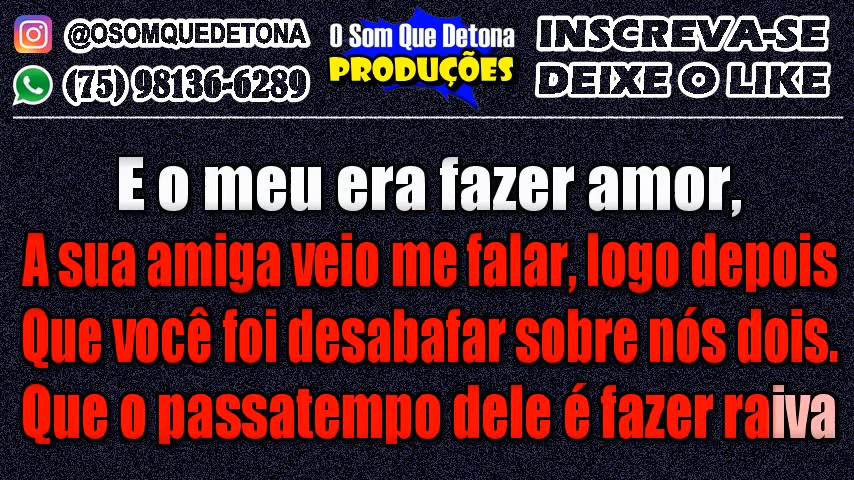 @OSOMQUEDETONA
(75) 98136-6289
O Som Que Detona
PRODUÇÕES
INSCREVA-SE
DEIXE O LIKE
E o meu era fazer amor,
A sua amiga veio me falar, logo depois
Que você foi desabafar sobre nós dois.
Que o passatempo dele é fazer raiva